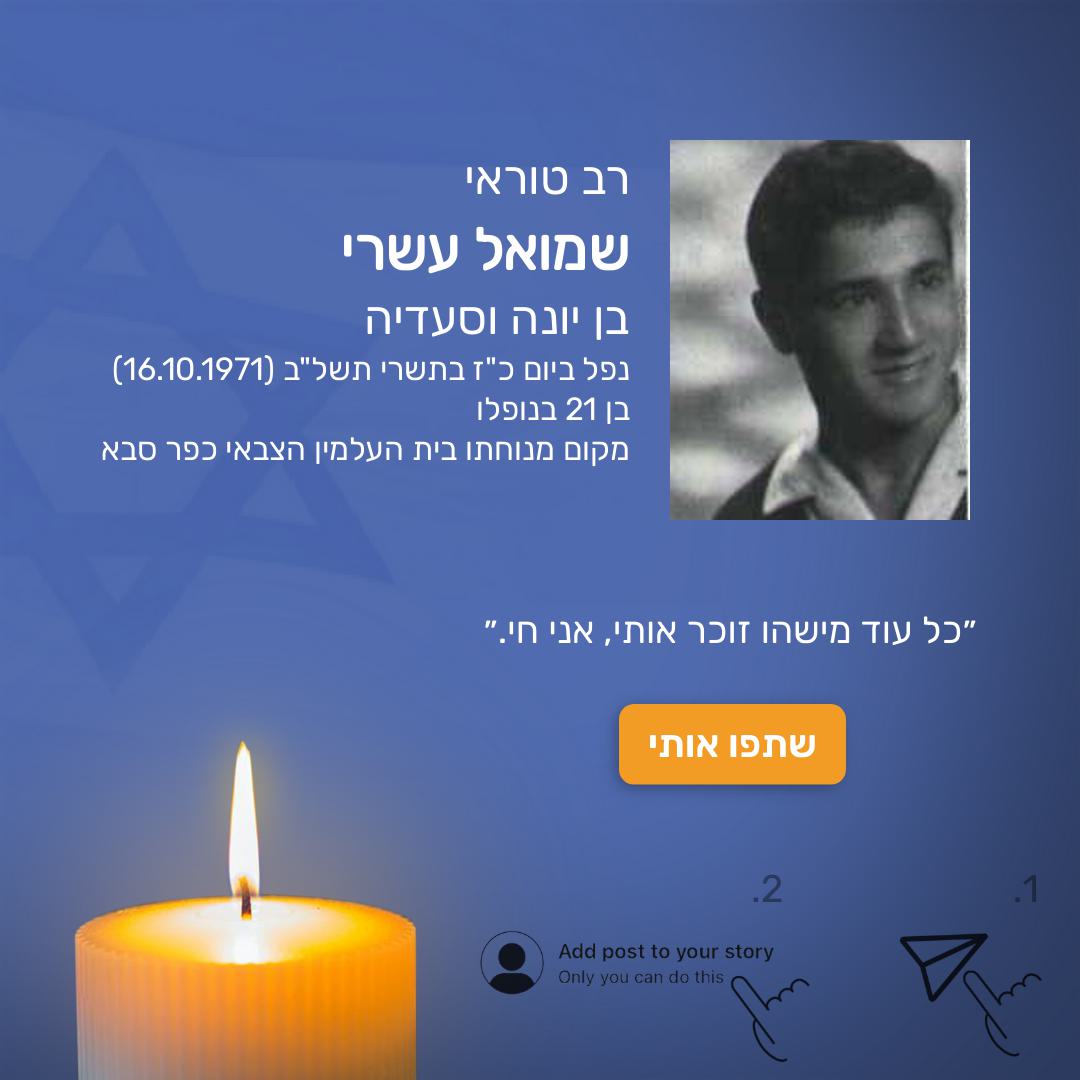 רב טוראי
שמואל עשרי
בן יונה וסעדיה
נפל ביום כ"ז בתשרי תשל"ב (16.10.1971)
בן 21 בנופלו
מקום מנוחתו בית העלמין הצבאי כפר סבא
״כל עוד מישהו זוכר אותי, אני חי.״
שתפו אותי
1.
2.
Add post to your story
Only you can do this